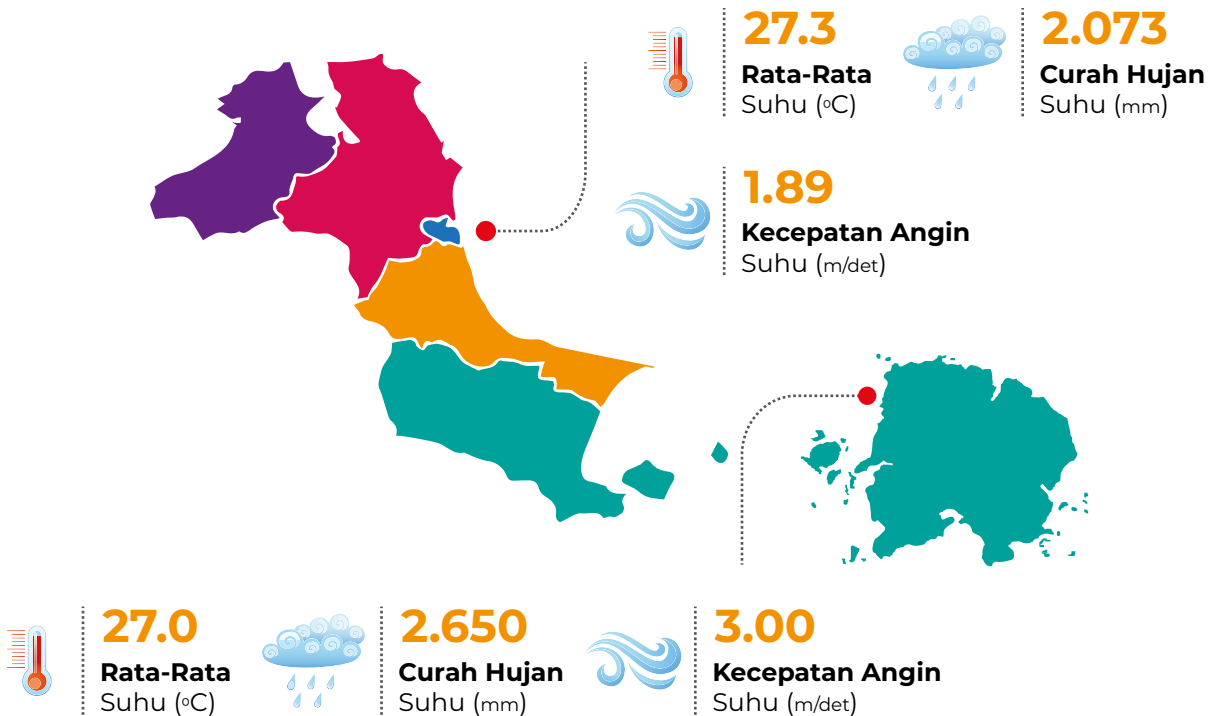 27.3
Rata-Rata
Suhu (ºC)
2.073
Curah Hujan
Suhu (mm)
1.89
Kecepatan Angin
Suhu (m/det)
27.0
Rata-Rata
Suhu (ºC)
2.650
Curah Hujan
Suhu (mm)
3.00
Kecepatan Angin
Suhu (m/det)